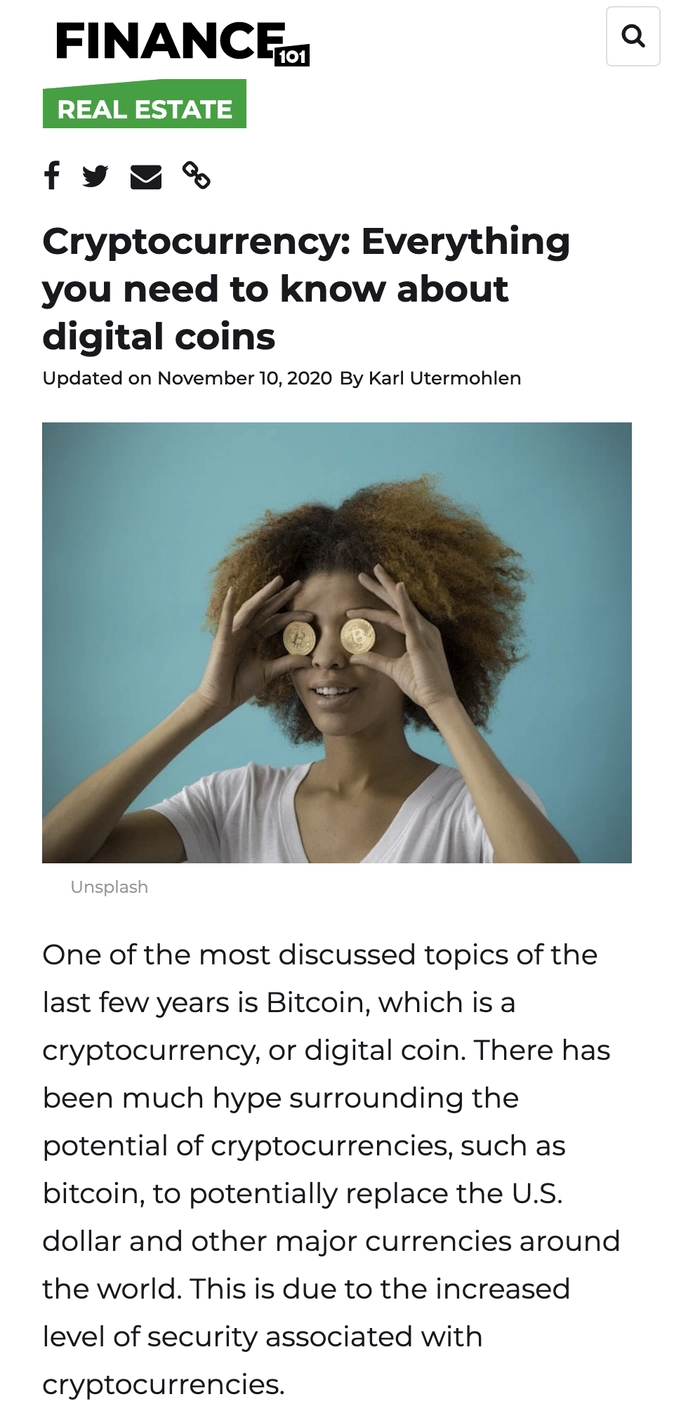 FINANCE
101
REAL ESTATE
Cryptocurrency: Everything
you need to know about
digital coins
Updated on November 10, 2020 By Karl Utermohlen
Unsplash
One of the most discussed topics of the
last few years is Bitcoin, which is a
cryptocurrency, or digital coin. There has
been much hype surrounding the
potential of cryptocurrencies, such as
bitcoin, to potentially replace the U.S.
dollar and other major currencies around
the world. This is due to the increased
level of security associated with
cryptocurrencies.